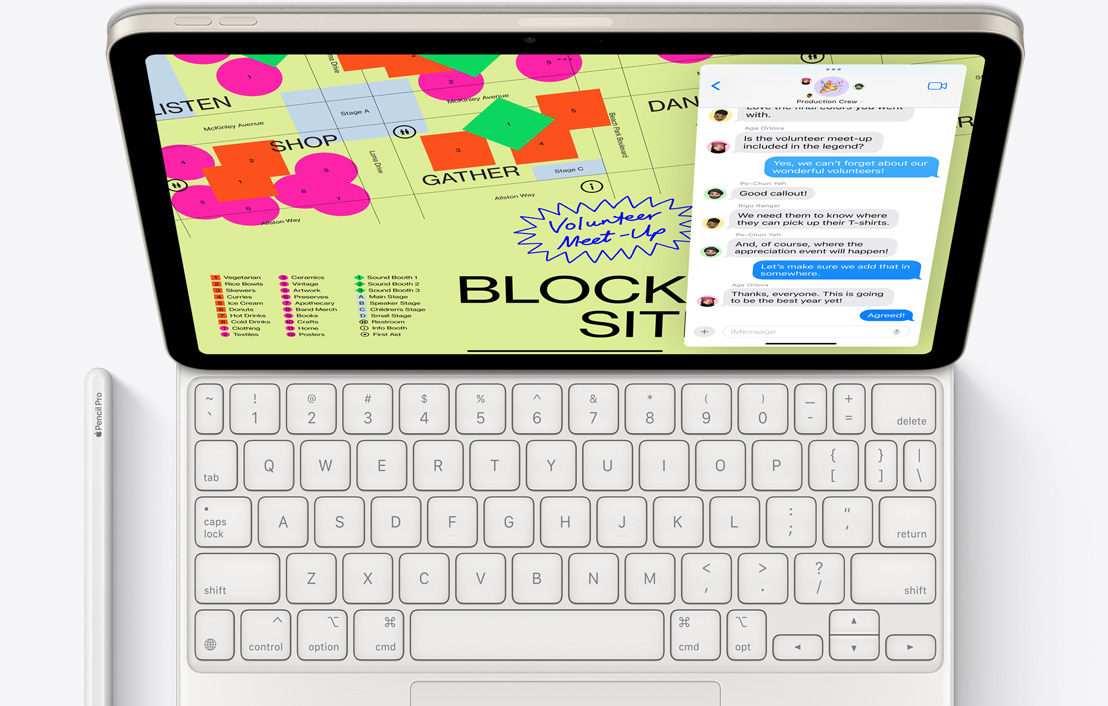 LISTEN
McKinley Avenue
Stage A
SHOP
Loma Drive
Loma Drive
McKinley Avenue
GATHER
Stage C
Allston Way
Allston Way
Beach Park Boulevard
DAN
Volunteer
Meet-Up
BLOCK
SIT
1 Vegetarian
2 Rice Bowls
3 Skewers
4 Curries
5 Ice Cream
6 Donuts
7 Hot Drinks
8 Cold Drinks
1 Clothing
2 Textiles
3 Ceramics
4 Vintage
5 Artwork
6 Preserves
7 Apothecary
8 Band Merch
9 Books
10 Crafts
11 Home
12 Posters
1 Sound Booth 1
2 Sound Booth 2
3 Sound Booth 3
A Main Stage
B Speaker Stage
C Children's Stage
D Small Stage
Restroom
Info Booth
First Aid
Production Crew
Love the final colors you went
with.
Aga Orlova
Is the volunteer meet-up
included in the legend?
Yes, we can't forget about our
wonderful volunteers!
Po-Chun Yeh
Good callout!
Rigo Rangel
We need them to know where
they can pick up their T-shirts.
Po-Chun Yeh
And, of course, where the
appreciation event will happen!
Let's make sure we add that in
somewhere.
Aga Orlova
Thanks, everyone. This is going
to be the best year yet!
Agreed!
iMessage
Pencil Pro
~ ! @ # $ % ^ & * ( ) — +
` 1 2 3 4 5 6 7 8 9 0 - = delete
tab Q W E R T Y U I O P { [ } ] | \
caps lock A S D F G H J K L : ; " ' return
shift Z X C V B N M < , > . ? / shift
control option cmd cmd opt